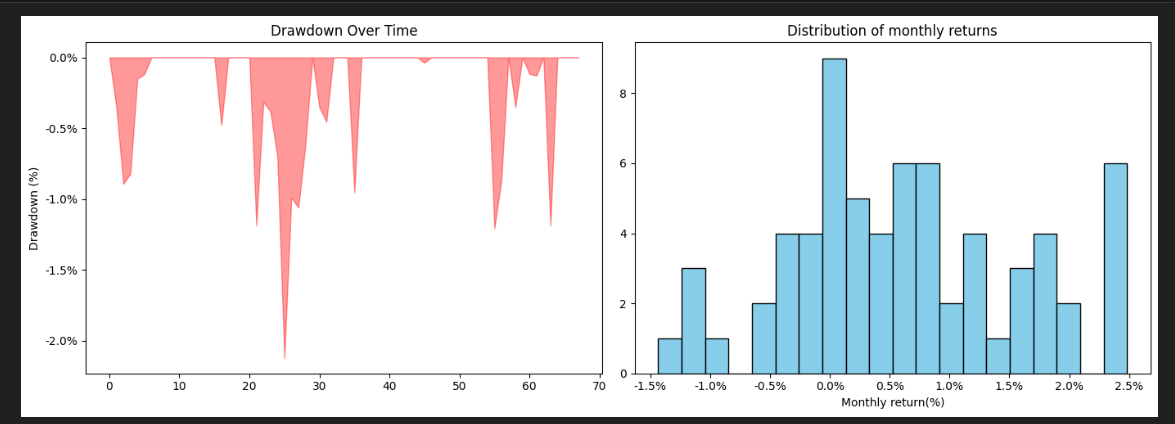 Drawdown Over Time
Drawdown (%)
0.0%
-0.5%
-1.0%
-1.5%
-2.0%
0 10 20 30 40 50 60 70
Distribution of monthly returns
8
6
4
2
0
-1.5% -1.0% -0.5% 0.0% 0.5% 1.0% 1.5% 2.0% 2.5%
Monthly return(%)